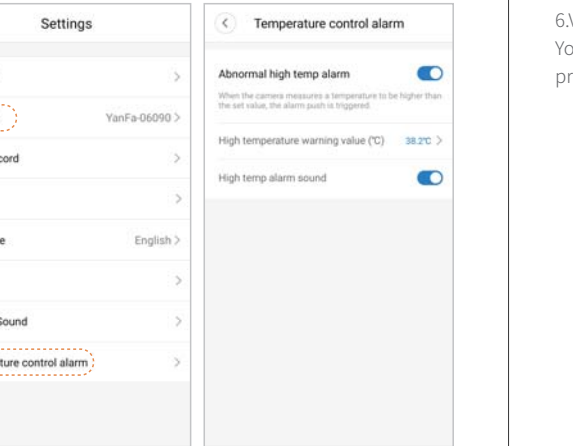 Settings
YanFa-06090
cord
e
English
Sound
ture control alarm
Temperature control alarm
Abnormal high temp alarm
When the camera measures a temperature to be higher than
the set value, the alarm push is triggered.
High temperature warning value (℃)
38.2℃
High temp alarm sound
6.V
Yo
pr